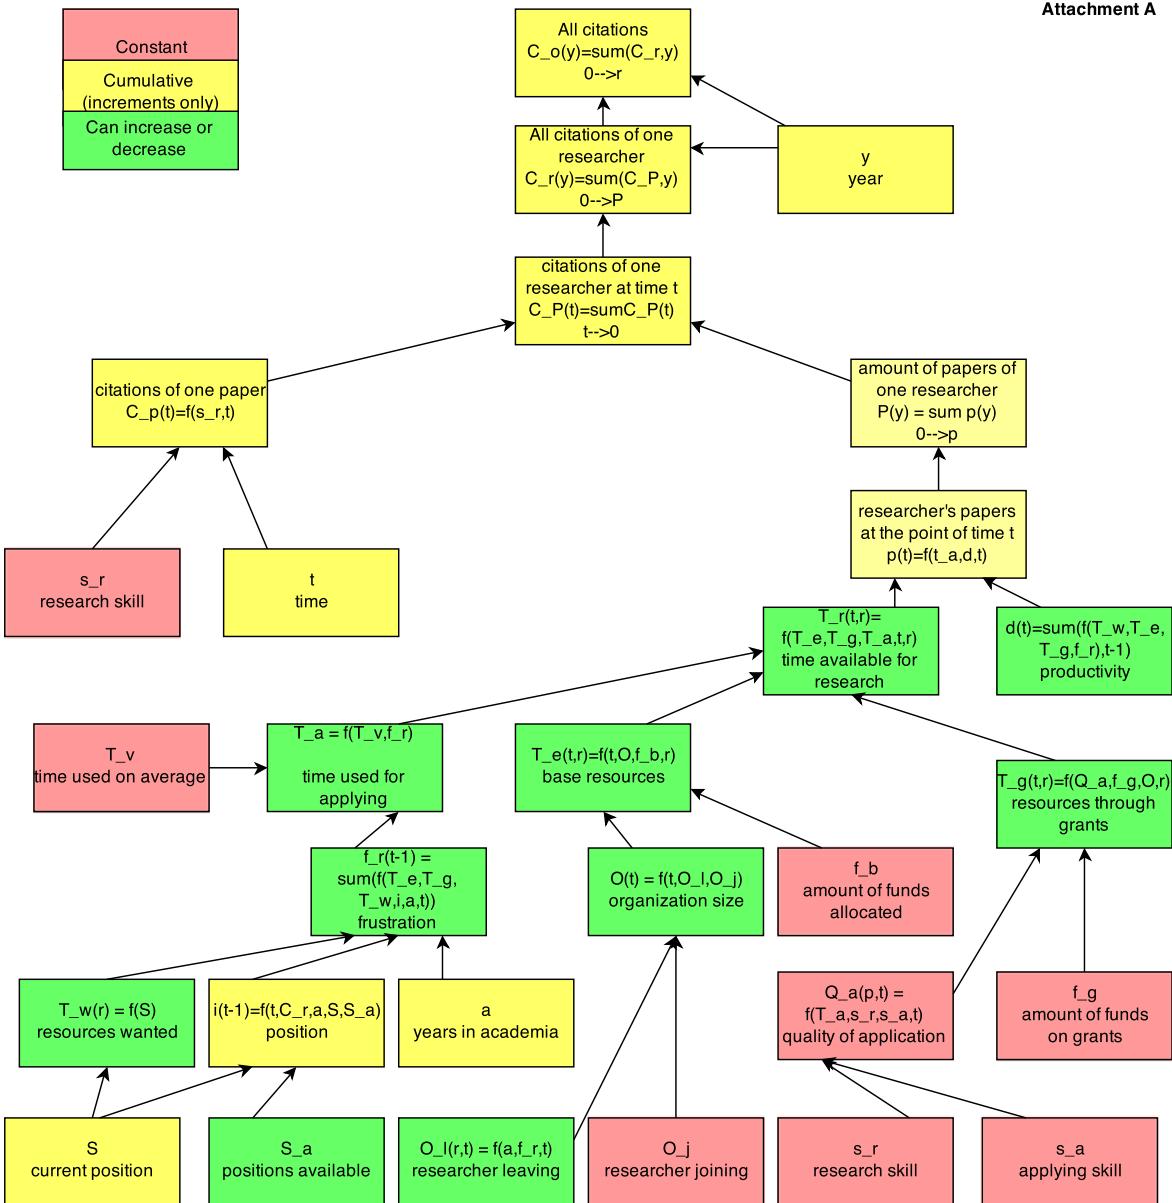 Attachment A
Constant
Cumulative
(increments only)
Can increase or
decrease
All citations
C_o(y)=sum(C_r,y)
0-->r
All citations of one
researcher
C_r(y)=sum(C_P,y)
0-->P
y
year
citations of one
researcher at time t
C_P(t)=sumC_P(t)
t-->0
citations of one paper
C_p(t)=f(s_r,t)
amount of papers of
one researcher
P(y) = sum p(y)
0-->p
researcher's papers
at the point of time t
p(t)=f(t_a,d,t)
s_r
research skill
t
time
T_r(t,r)=
f(T_e,T_g,T_a,t,r)
time available for
research
d(t)=sum(f(T_w,T_e,
T_g,f_r),t-1)
productivity
T_v
time used on average
T_a = f(T_v,f_r)
time used for
applying
T_e(t,r)=f(t,O,f_b,r)
base resources
T_g(t,r)=f(Q_a,f_g,O,r)
resources through
grants
f_r(t-1) =
sum(f(T_e,T_g,
T_w,i,a,t))
frustration
O(t) = f(t,O_l,O_j)
organization size
f_b
amount of funds
allocated
T_w(r) = f(S)
resources wanted
i(t-1)=f(t,C_r,a,S,S_a)
position
a
years in academia
Q_a(p,t) =
f(T_a,s_r,s_a,t)
quality of application
f_g
amount of funds
on grants
S
current position
S_a
positions available
O_l(r,t) = f(a,f_r,t)
researcher leaving
O_j
researcher joining
s_r
research skill
s_a
applying skill